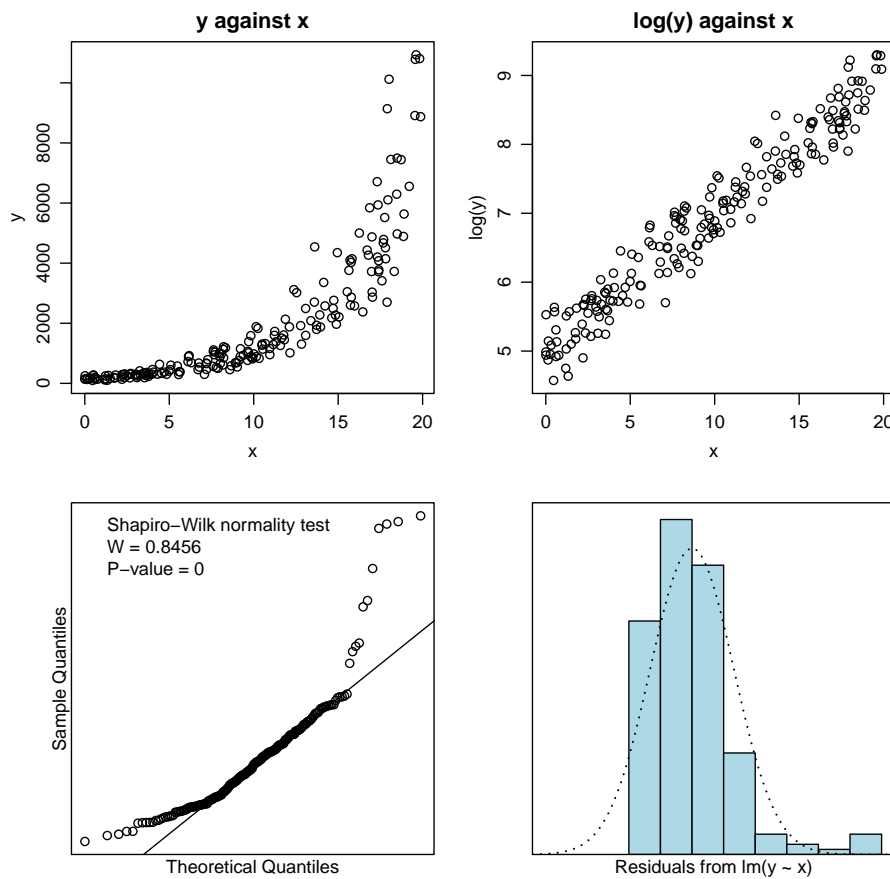 y against x
y
0
2000
4000
6000
8000
0
5
10
15
20
x
log(y) against x
log(y)
5
6
7
8
9
0
5
10
15
20
x
Shapiro−Wilk normality test
W = 0.8456
P−value = 0
Sample Quantiles
Theoretical Quantiles
Residuals from lm(y ~ x)